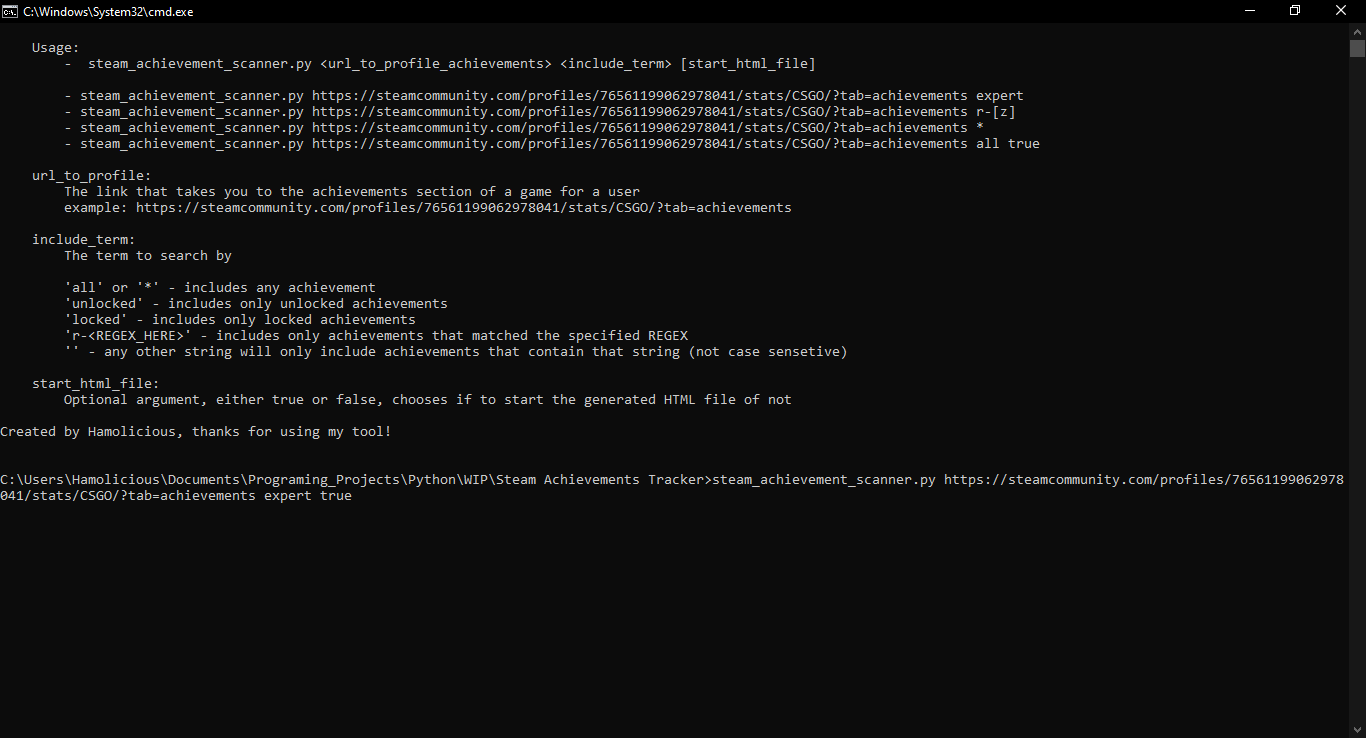 C:\Windows\System32\cmd.exe
Usage:
- steam_achievement_scanner.py <url_to_profile_achievements> <include_term> [start_html_file]
- steam_achievement_scanner.py https://steamcommunity.com/profiles/76561199062978041/stats/CSGO/?tab=achievements expert
- steam_achievement_scanner.py https://steamcommunity.com/profiles/76561199062978041/stats/CSGO/?tab=achievements r-[z]
- steam_achievement_scanner.py https://steamcommunity.com/profiles/76561199062978041/stats/CSGO/?tab=achievements *
- steam_achievement_scanner.py https://steamcommunity.com/profiles/76561199062978041/stats/CSGO/?tab=achievements all true
url_to_profile:
The link that takes you to the achievements section of a game for a user
example: https://steamcommunity.com/profiles/76561199062978041/stats/CSGO/?tab=achievements
include_term:
The term to search by
'all' or '*' - includes any achievement
'unlocked' - includes only unlocked achievements
'locked' - includes only locked achievements
'r-<REGEX_HERE>' - includes only achievements that matched the specified REGEX
'' - any other string will only include achievements that contain that string (not case sensetive)
start_html_file:
Optional argument, either true or false, chooses if to start the generated HTML file of not
Created by Hamolicious, thanks for using my tool!
C:\Users\Hamolicious\Documents\Programing_Projects\Python\WIP\Steam Achievements Tracker>steam_achievement_scanner.py https://steamcommunity.com/profiles/76561199062978
041/stats/CSGO/?tab=achievements expert true